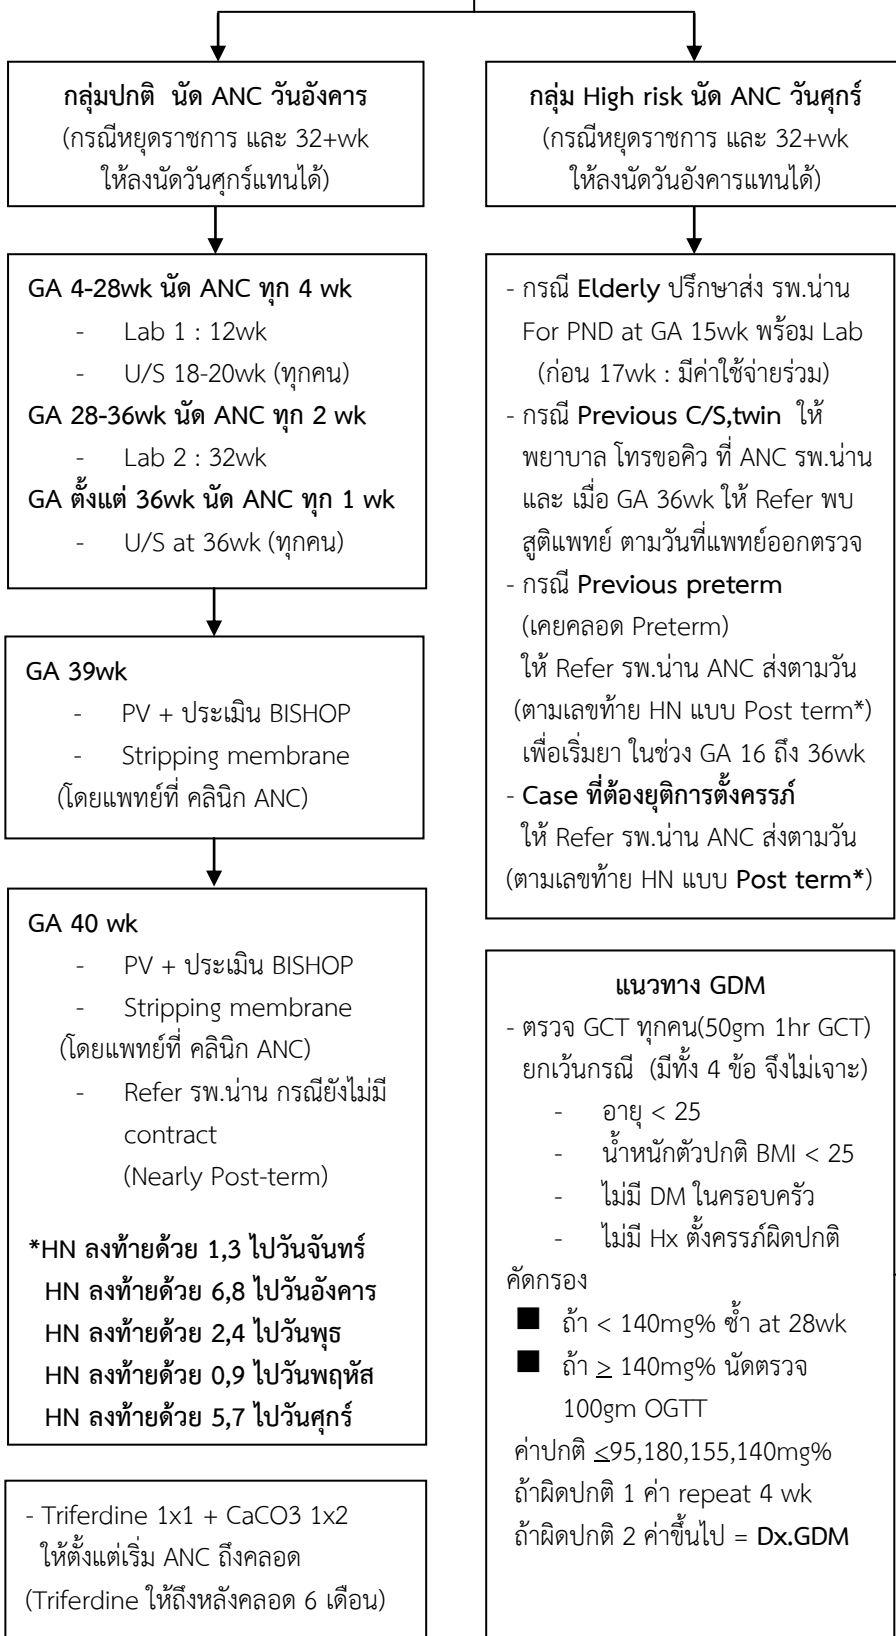 กลุ่มปกติ นัด ANC วันอังคาร
(กรณีหยุดราชการ และ 32+wk
ให้ลงนัดวันศุกร์แทนได้)
GA 4-28wk นัด ANC ทุก 4 wk
- Lab 1 : 12wk
- U/S 18-20wk (ทุกคน)
GA 28-36wk นัด ANC ทุก 2 wk
- Lab 2 : 32wk
GA ตั้งแต่ 36wk นัด ANC ทุก 1 wk
- U/S at 36wk (ทุกคน)
GA 39wk
- PV + ประเมิน BISHOP
- Stripping membrane
(โดยแพทย์ที่ คลินิก ANC)
GA 40 wk
- PV + ประเมิน BISHOP
- Stripping membrane
(โดยแพทย์ที่ คลินิก ANC)
- Refer รพ.น่าน กรณียังไม่มี
contract
(Nearly Post-term)
*HN ลงท้ายด้วย 1,3 ไปวันจันทร์
HN ลงท้ายด้วย 6,8 ไปวันอังคาร
HN ลงท้ายด้วย 2,4 ไปวันพุธ
HN ลงท้ายด้วย 0,9 ไปวันพฤหัส
HN ลงท้ายด้วย 5,7 ไปวันศุกร์
- Triferdine 1x1 + CaCO3 1x2
ให้ตั้งแต่เริ่ม ANC ถึงคลอด
(Triferdine ให้ถึงหลังคลอด 6 เดือน)
กลุ่ม High risk นัด ANC วันศุกร์
(กรณีหยุดราชการ และ 32+wk
ให้ลงนัดวันอังคารแทนได้)
- กรณี Elderly ปรึกษาส่ง รพ.น่าน
For PND at GA 15wk พร้อม Lab
(ก่อน 17wk : มีค่าใช้จ่ายร่วม)
- กรณี Previous C/S,twin ให้
พยาบาล โทรขอคิว ที่ ANC รพ.น่าน
และ เมื่อ GA 36wk ให้ Refer พบ
สูติแพทย์ ตามวันที่แพทย์ออกตรวจ
- กรณี Previous preterm
(เคยคลอด Preterm)
ให้ Refer รพ.น่าน ANC ส่งตามวัน
(ตามเลขท้าย HN แบบ Post term*)
เพื่อเริ่มยา ในช่วง GA 16 ถึง 36wk
- Case ที่ต้องยุติการตั้งครรภ์
ให้ Refer รพ.น่าน ANC ส่งตามวัน
(ตามเลขท้าย HN แบบ Post term*)
แนวทาง GDM
- ตรวจ GCT ทุกคน(50gm 1hr GCT)
ยกเว้นกรณี (มีทั้ง 4 ข้อ จึงไม่เจาะ)
- อายุ < 25
- น้ำหนักตัวปกติ BMI < 25
- ไม่มี DM ในครอบครัว
- ไม่มี Hx ตั้งครรภ์ผิดปกติ
คัดกรอง
■ ถ้า < 140mg% ซ้ำ at 28wk
■ ถ้า ≥ 140mg% นัดตรวจ
100gm OGTT
ค่าปกติ ≤95,180,155,140mg%
ถ้าผิดปกติ 1 ค่า repeat 4 wk
ถ้าผิดปกติ 2 ค่าขึ้นไป = Dx.GDM